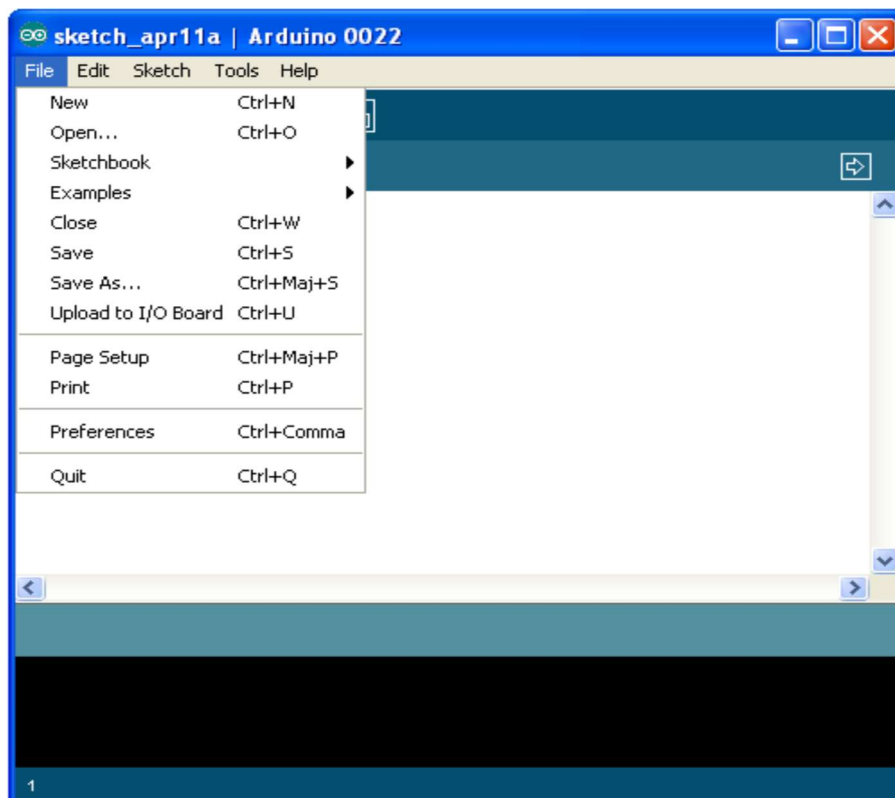 sketch_apr11a | Arduino 0022
File Edit Sketch Tools Help
New Ctrl+N
Open... Ctrl+O
Sketchbook
Examples
Close Ctrl+W
Save Ctrl+S
Save As... Ctrl+Maj+S
Upload to I/O Board Ctrl+U
Page Setup Ctrl+Maj+P
Print Ctrl+P
Preferences Ctrl+Comma
Quit Ctrl+Q
1